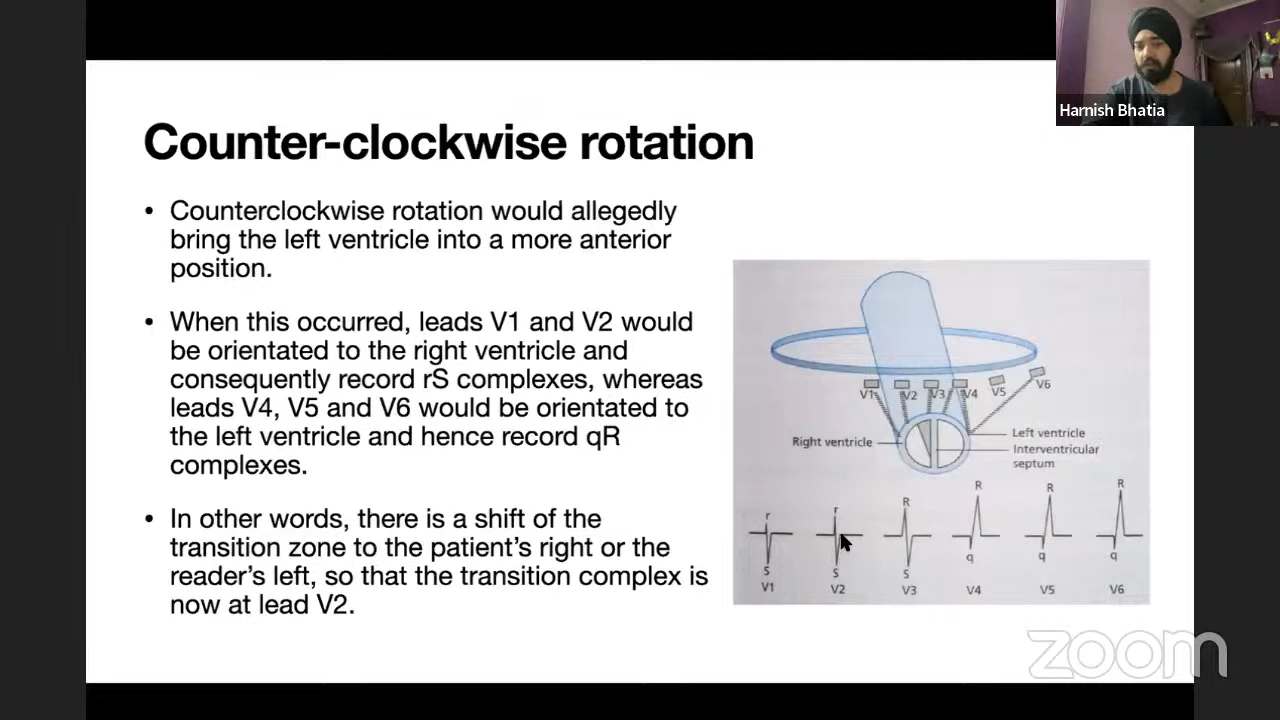 Harnish Bhatia
Counter-clockwise rotation
• Counterclockwise rotation would allegedly
bring the left ventricle into a more anterior
position.
• When this occurred, leads V1 and V2 would
be orientated to the right ventricle and
consequently record rS complexes, whereas
leads V4, V5 and V6 would be orientated to
the left ventricle and hence record qR
complexes.
• In other words, there is a shift of the
transition zone to the patient's right or the
reader's left, so that the transition complex is
now at lead V2.
V1 V2 V3 V4 V5 V6
Right ventricle
Left ventricle
Interventricular
septum
r r R R R R
S S S q q q
V1 V2 V3 V4 V5 V6
zoom